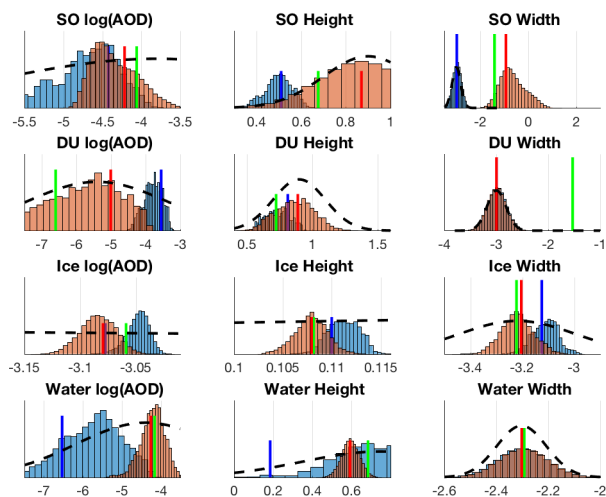 SO log(AOD) SO Height SO Width
-5.5 -5 -4.5 -4 -3.5 0.4 0.6 0.8 1 -2 0 2
DU log(AOD) DU Height DU Width
-7 -6 -5 -4 -3 0.5 1 1.5 -4 -3 -2 -1
Ice log(AOD) Ice Height Ice Width
-3.15 -3.1 -3.05 0.1 0.105 0.11 0.115 -3.4 -3.2 -3
Water log(AOD) Water Height Water Width
-7 -6 -5 -4 0 0.2 0.4 0.6 -2.6 -2.4 -2.2 -2